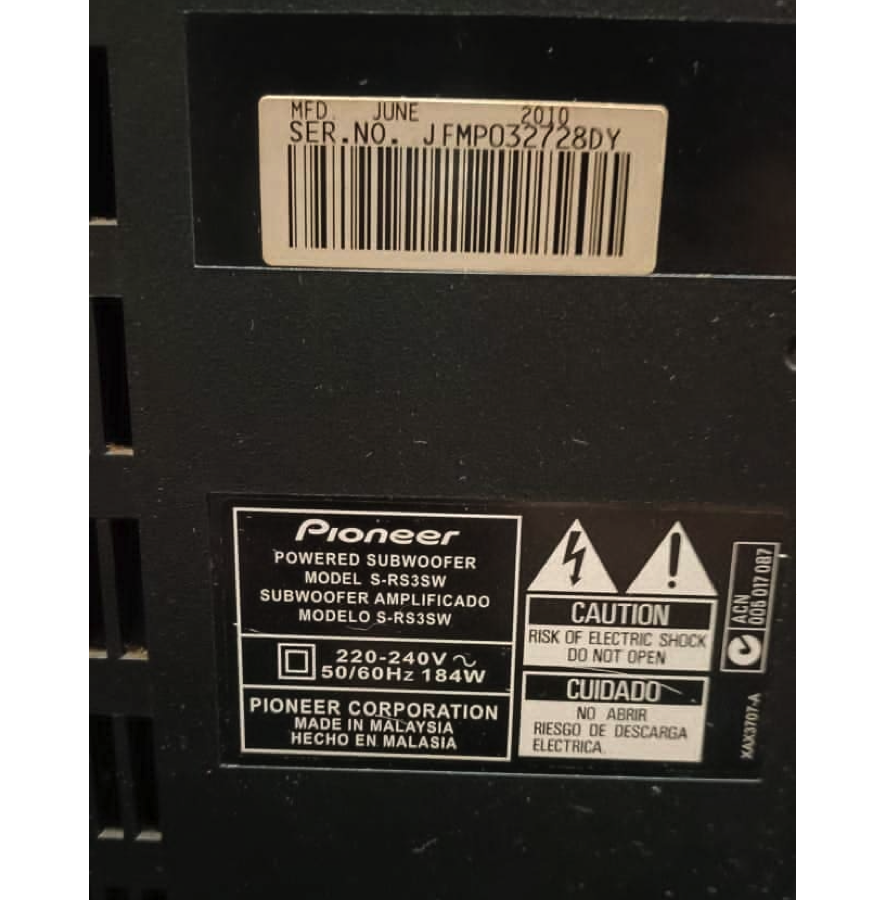 MFD. JUNE 2010
SER.NO. JFMP032728DY
Pioneer
POWERED SUBWOOFER
MODEL S-RS3SW
SUBWOOFER AMPLIFICADO
MODELO S-RS3SW
220-240V ~
50/60Hz 184W
PIONEER CORPORATION
MADE IN MALAYSIA
HECHO EN MALASIA
CAUTION
RISK OF ELECTRIC SHOCK
DO NOT OPEN
CUIDADO
NO ABRIR
RIESGO DE DESCARGA
ELECTRICA.
ACN
005 017 087
XAX3707-A